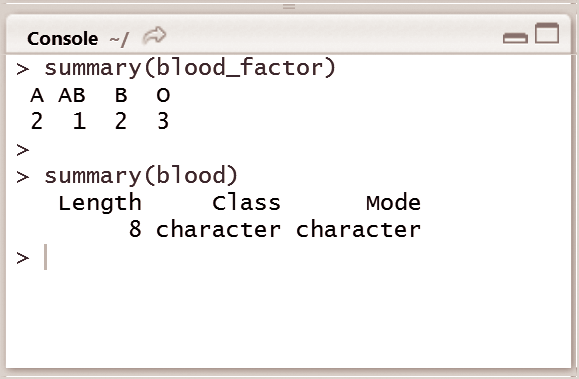 Console ~/
> summary(blood_factor)
A AB B O
2 1 2 3
>
> summary(blood)
Length Class Mode
8 character character
>